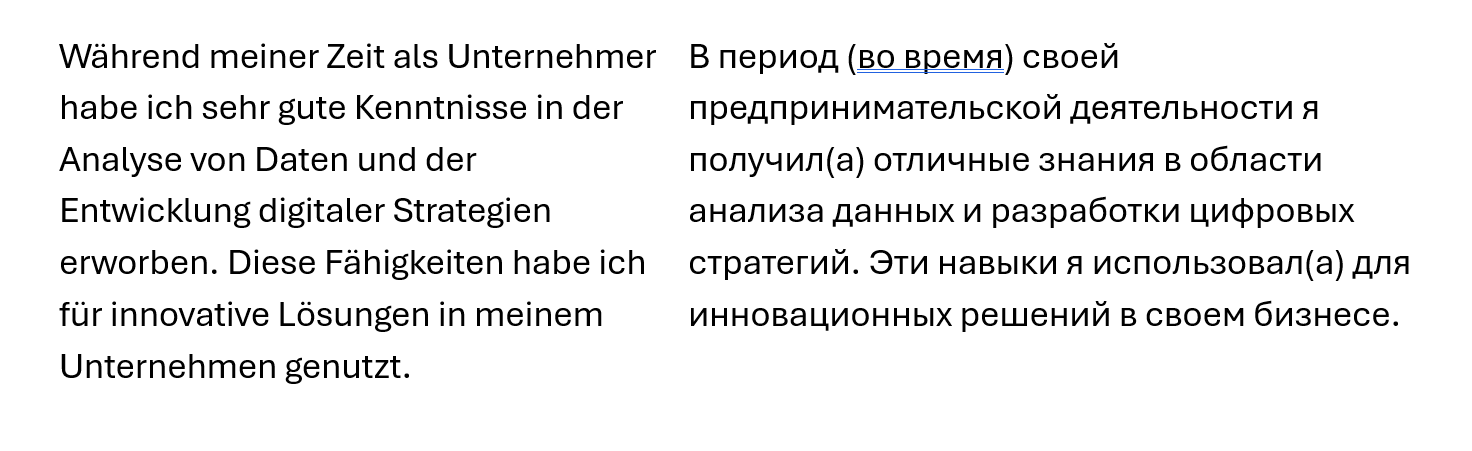 Während meiner Zeit als Unternehmer
habe ich sehr gute Kenntnisse in der
Analyse von Daten und der
Entwicklung digitaler Strategien
erworben. Diese Fähigkeiten habe ich
für innovative Lösungen in meinem
Unternehmen genutzt.
В период (во время) своей
предпринимательской деятельности я
получил(а) отличные знания в области
анализа данных и разработки цифровых
стратегий. Эти навыки я использовал(а) для
инновационных решений в своем бизнесе.